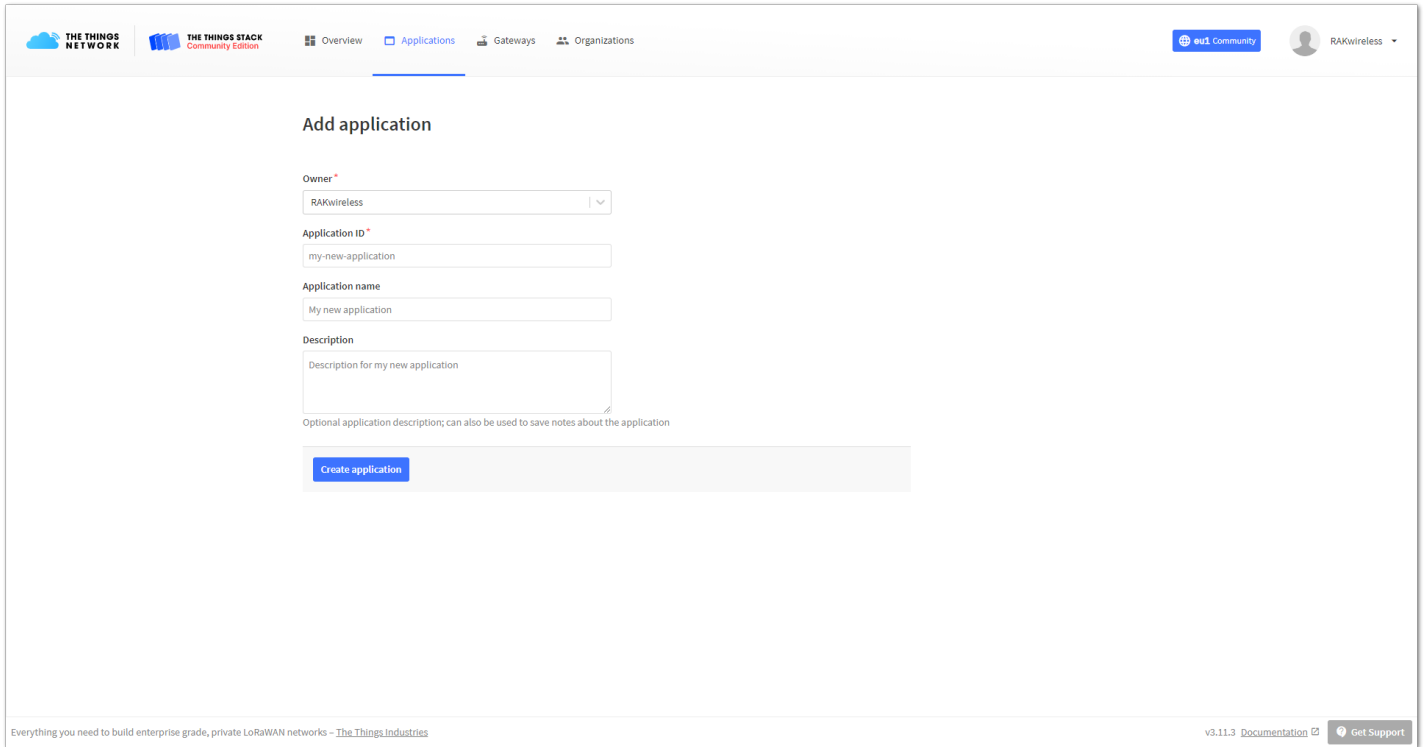 THE THINGS NETWORK
THE THINGS STACK
Community Edition
Overview
Applications
Gateways
Organizations
eu1 Community
RAKwireless
Add application
Owner*
RAKwireless
Application ID*
my-new-application
Application name
My new application
Description
Description for my new application
Optional application description; can also be used to save notes about the application
Create application
Everything you need to build enterprise grade, private LoRaWAN networks – The Things Industries
v3.11.3 Documentation
Get Support